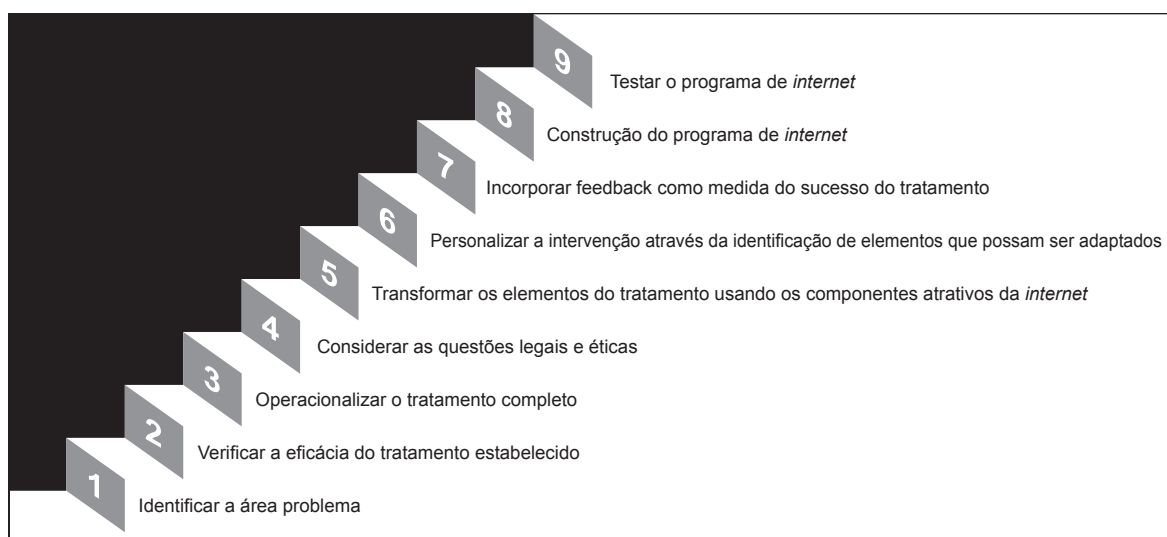 9
Testar o programa de internet
8
Construção do programa de internet
7
Incorporar feedback como medida do sucesso do tratamento
6
Personalizar a intervenção através da identificação de elementos que possam ser adaptados
5
Transformar os elementos do tratamento usando os componentes atrativos da internet
4
Considerar as questões legais e éticas
3
Operacionalizar o tratamento completo
2
Verificar a eficácia do tratamento estabelecido
1
Identificar a área problema